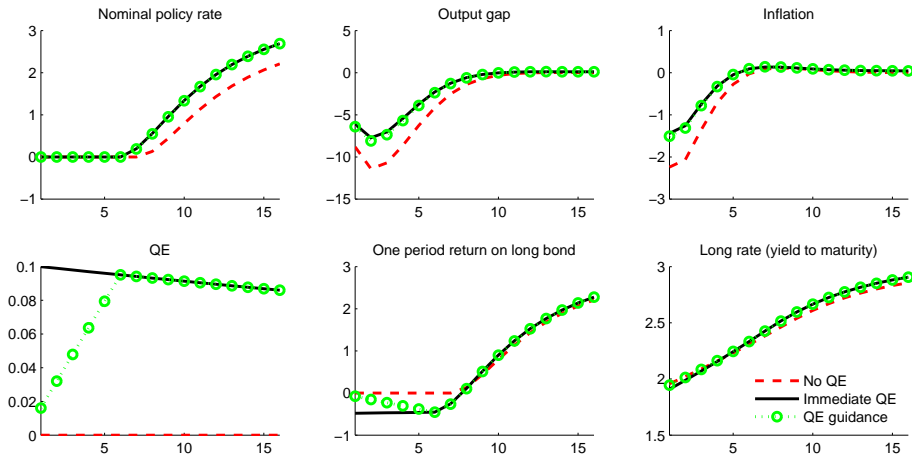 Nominal policy rate
3
2
1
0
−1
5 10 15
Output gap
5
0
−5
−10
−15
5 10 15
Inflation
1
0
−1
−2
−3
5 10 15
QE
0.1
0.08
0.06
0.04
0.02
0
5 10 15
One period return on long bond
3
2
1
0
−1
5 10 15
Long rate (yield to maturity)
3
2.5
2
1.5
5 10 15
No QE
Immediate QE
QE guidance